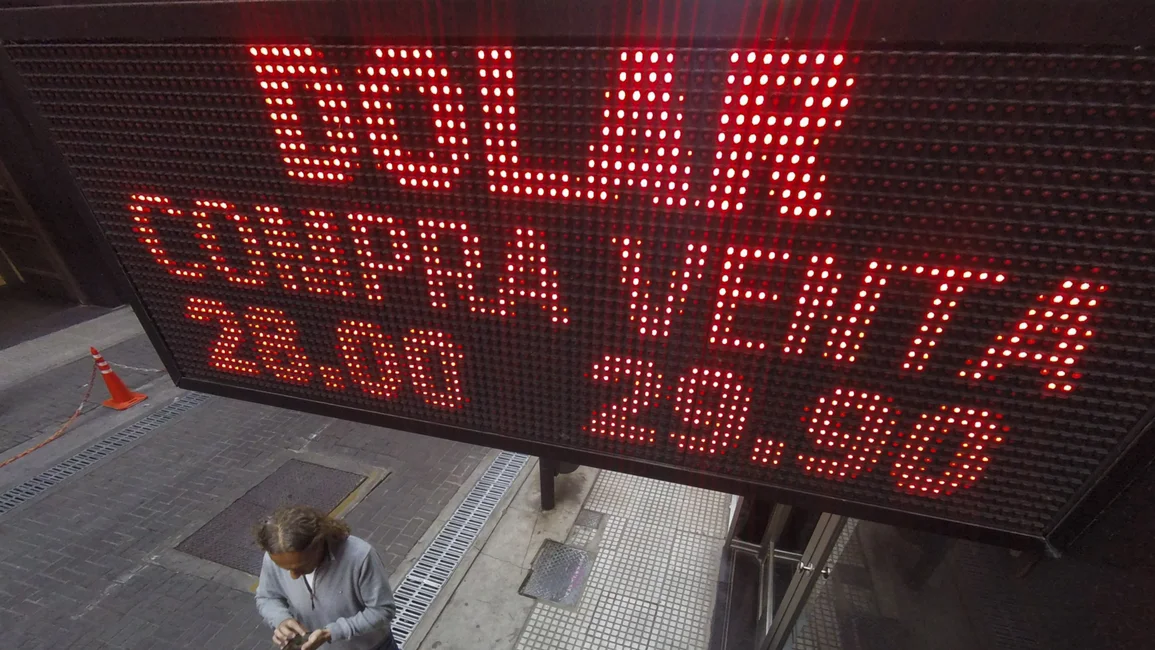 DOLAR
COMPRA VENTA
28.00 29.90